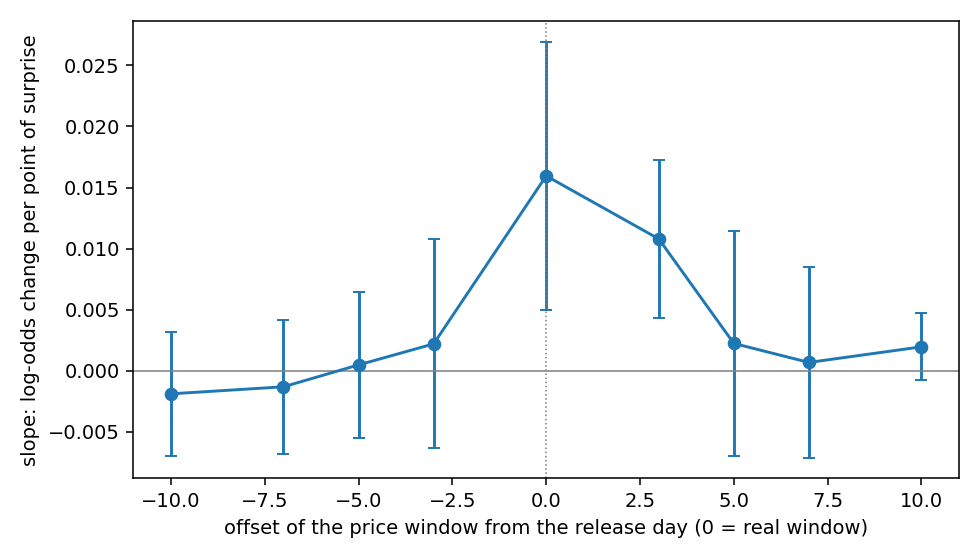 slope: log-odds change per point of surprise
0.025
0.020
0.015
0.010
0.005
0.000
−0.005
−10.0 −7.5 −5.0 −2.5 0.0 2.5 5.0 7.5 10.0
offset of the price window from the release day (0 = real window)